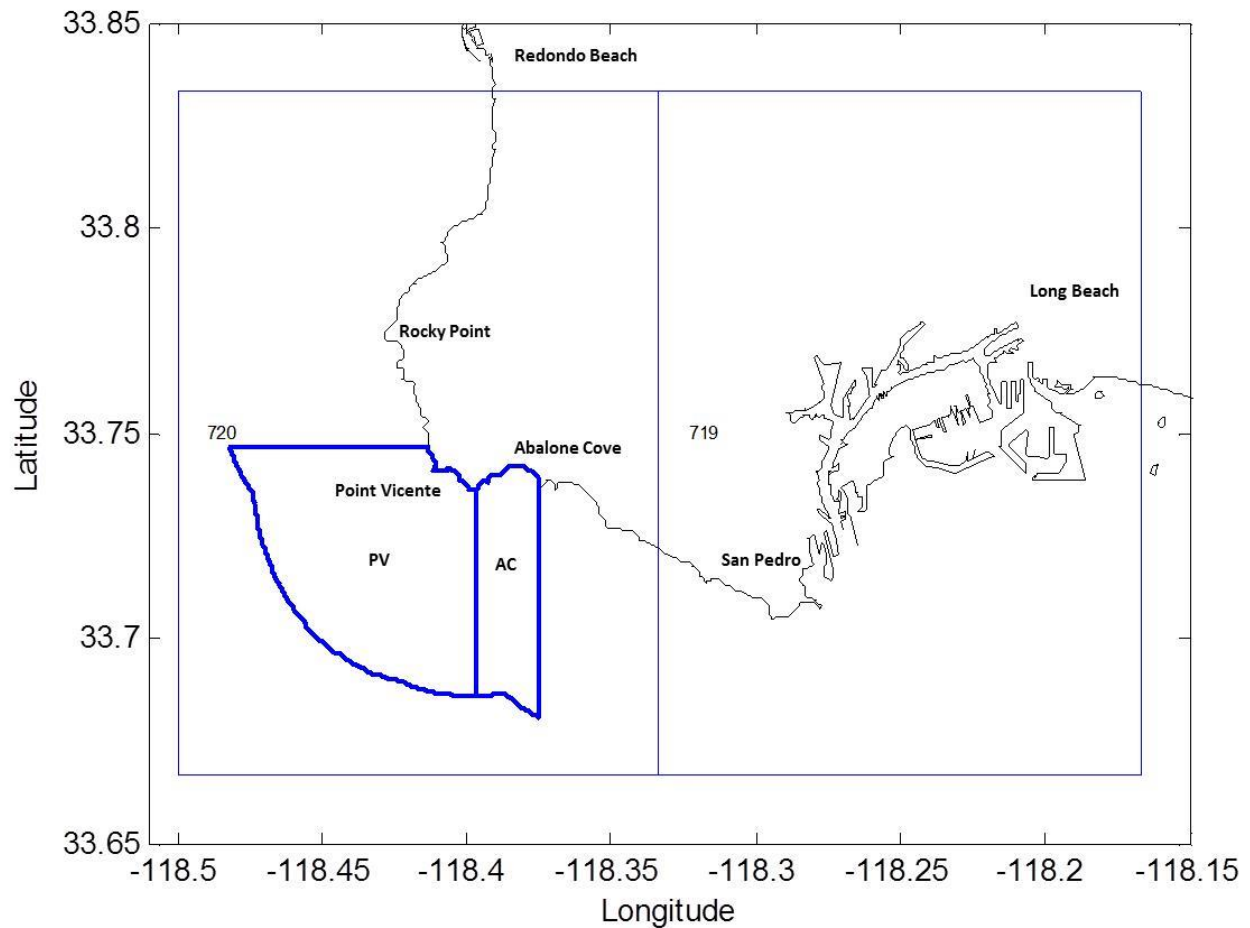 33.85
Redondo Beach
33.8
Long Beach
Rocky Point
33.75
720
719
Abalone Cove
Point Vicente
San Pedro
PV
AC
33.7
33.65
-118.5
-118.45
-118.4
-118.35
-118.3
-118.25
-118.2
-118.15
Latitude
Longitude